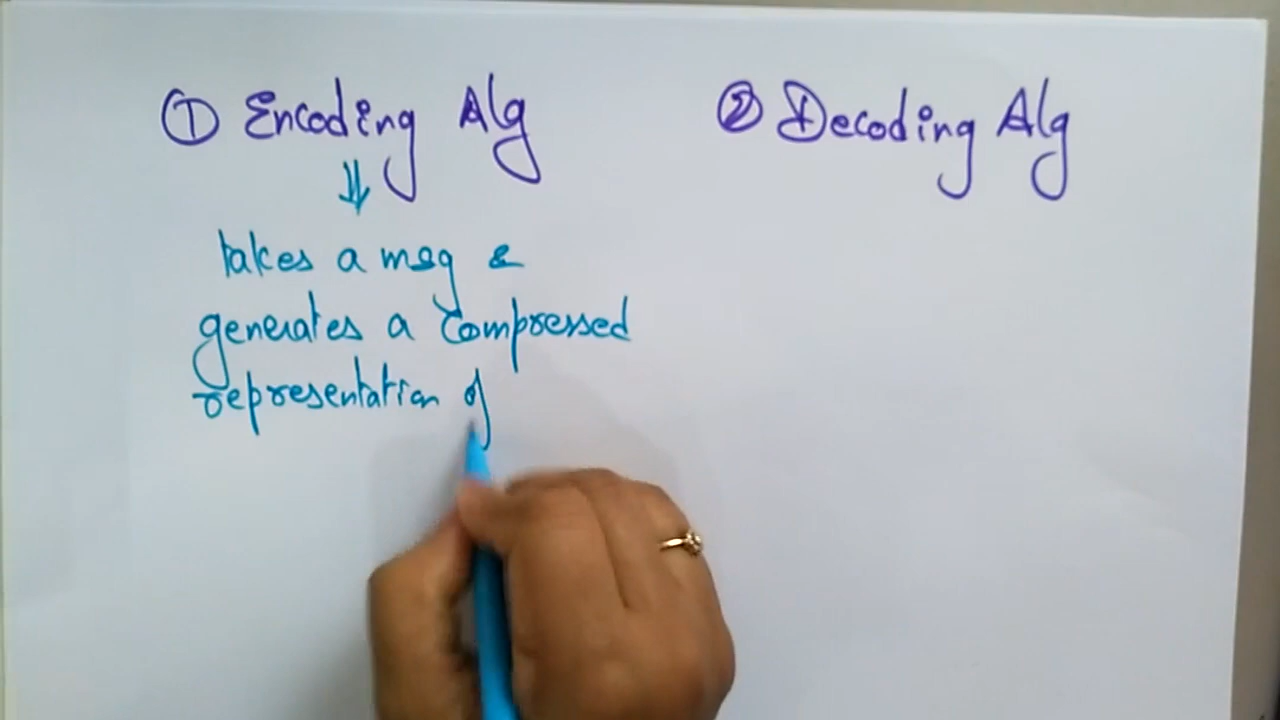 ① Encoding Alg
② Decoding Alg
takes a msg &
generates a compressed
representation of